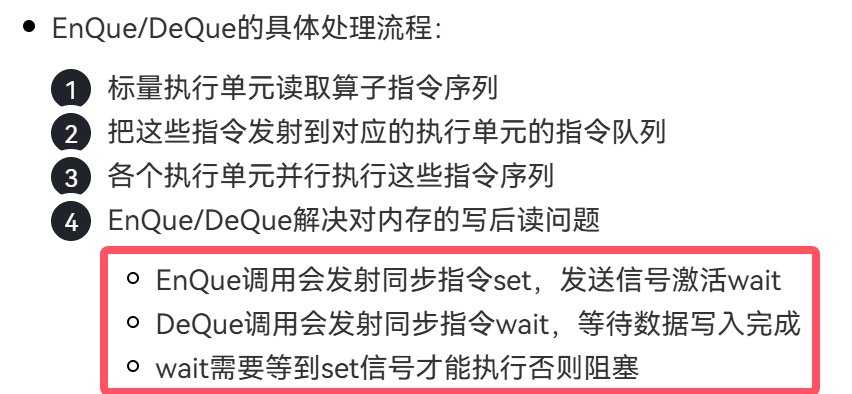 EnQue/DeQue的具体处理流程：
1 标量执行单元读取算子指令序列
2 把这些指令发射到对应的执行单元的指令队列
3 各个执行单元并行执行这些指令序列
4 EnQue/DeQue解决对内存的写后读问题
EnQue调用会发射同步指令set，发送信号激活wait
DeQue调用会发射同步指令wait，等待数据写入完成
wait需要等到set信号才能执行否则阻塞